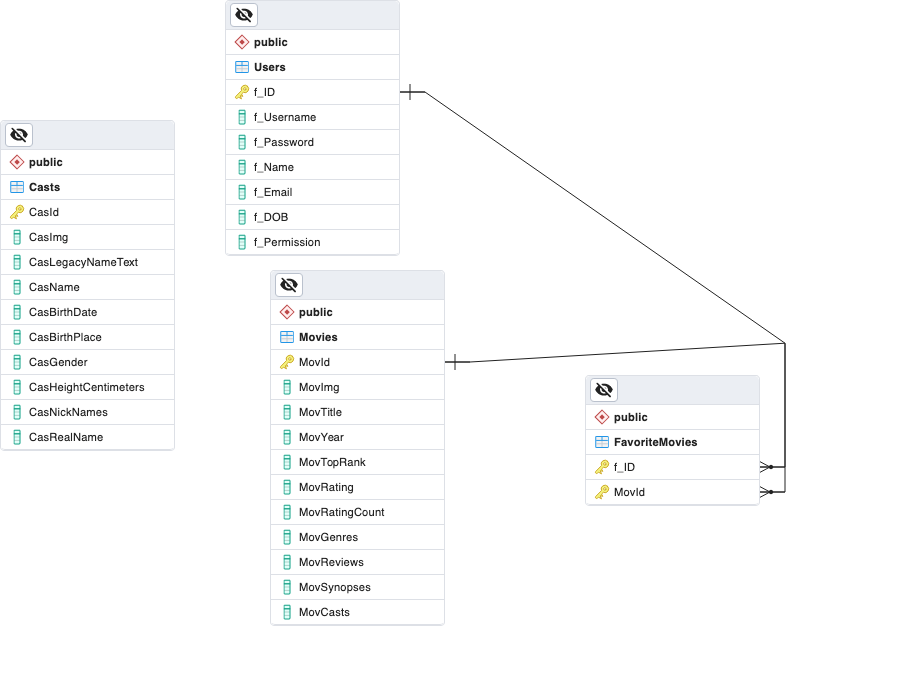 public
Users
f_ID
f_Username
f_Password
f_Name
f_Email
f_DOB
f_Permission
public
Casts
CasId
CasImg
CasLegacyNameText
CasName
CasBirthDate
CasBirthPlace
CasGender
CasHeightCentimeters
CasNickNames
CasRealName
public
Movies
MovId
MovImg
MovTitle
MovYear
MovTopRank
MovRating
MovRatingCount
MovGenres
MovReviews
MovSynopses
MovCasts
public
FavoriteMovies
f_ID
MovId